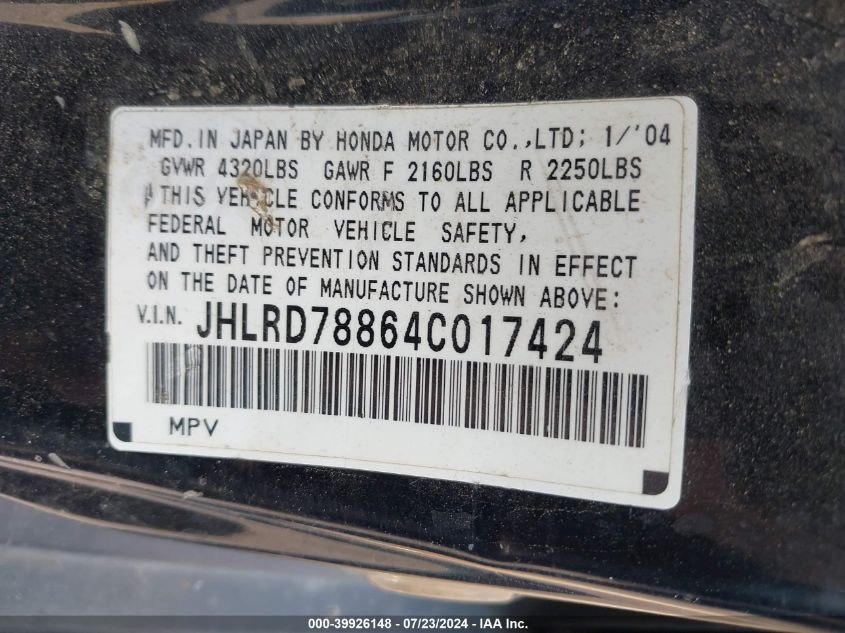 MFD. IN JAPAN BY HONDA MOTOR CO.,LTD; 1/'04
GVWR 4320LBS GAWR F 2160LBS R 2250LBS
THIS VEHICLE CONFORMS TO ALL APPLICABLE
FEDERAL MOTOR VEHICLE SAFETY,
AND THEFT PREVENTION STANDARDS IN EFFECT
ON THE DATE OF MANUFACTURE SHOWN ABOVE:
V.I.N. JHLRD78864C017424
MPV
000-39926148 - 07/23/2024 - IAAI.com.